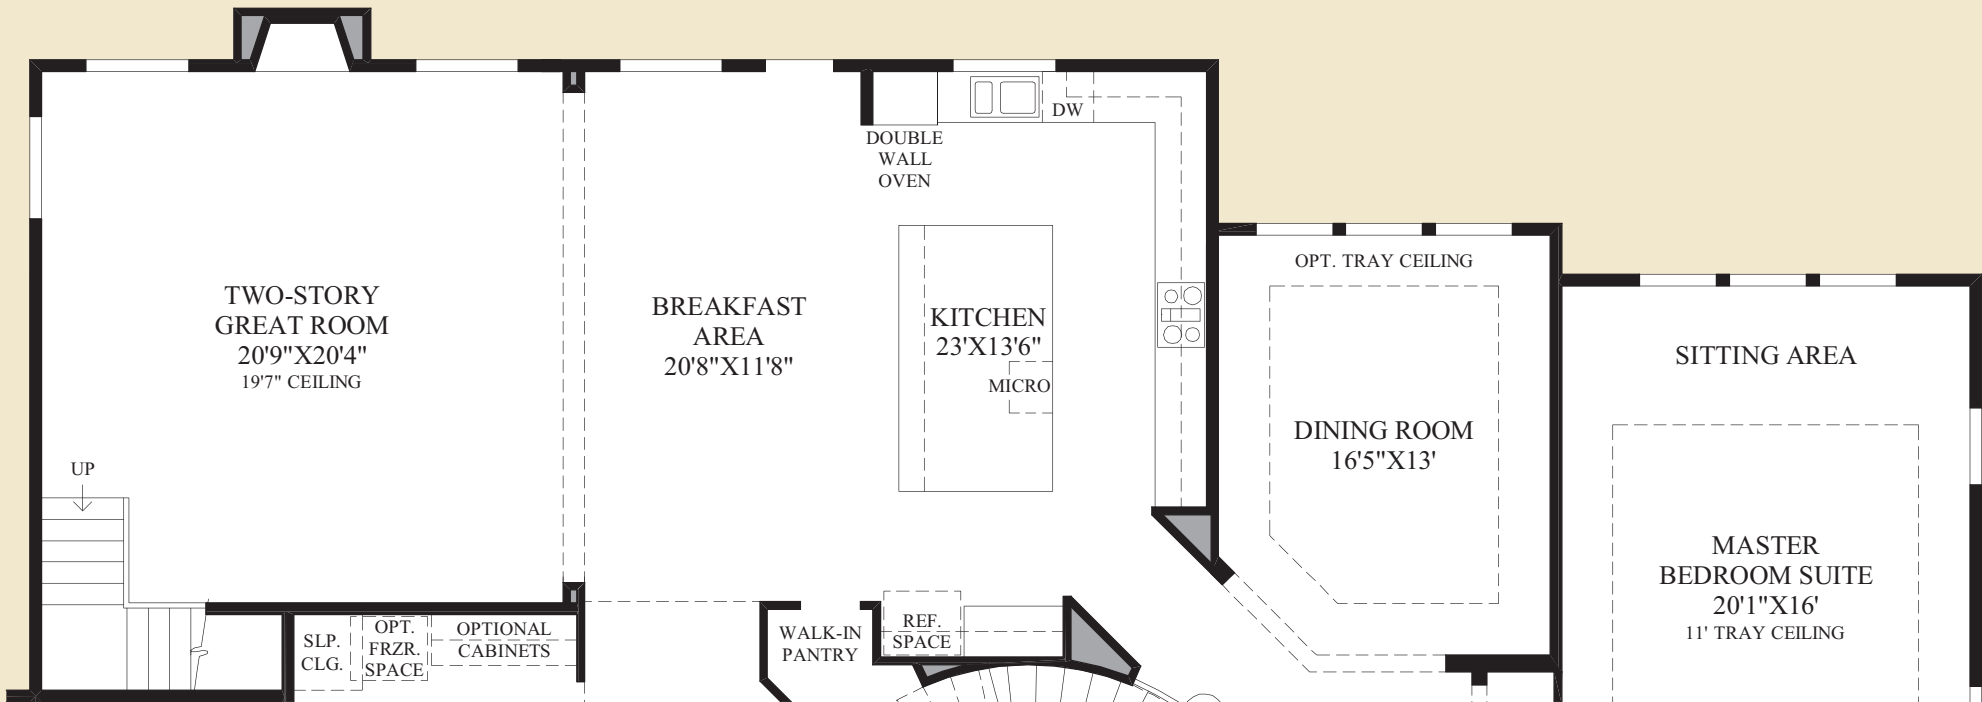 TWO-STORY
GREAT ROOM
20'9"X20'4"
19'7" CEILING
UP
SLP.
CLG.
OPT.
FRZR.
SPACE
OPTIONAL
CABINETS
BREAKFAST
AREA
20'8"X11'8"
DOUBLE
WALL
OVEN
DW
KITCHEN
23'X13'6"
MICRO
WALK-IN
PANTRY
REF.
SPACE
OPT. TRAY CEILING
DINING ROOM
16'5"X13'
SITTING AREA
MASTER
BEDROOM SUITE
20'1"X16'
11' TRAY CEILING